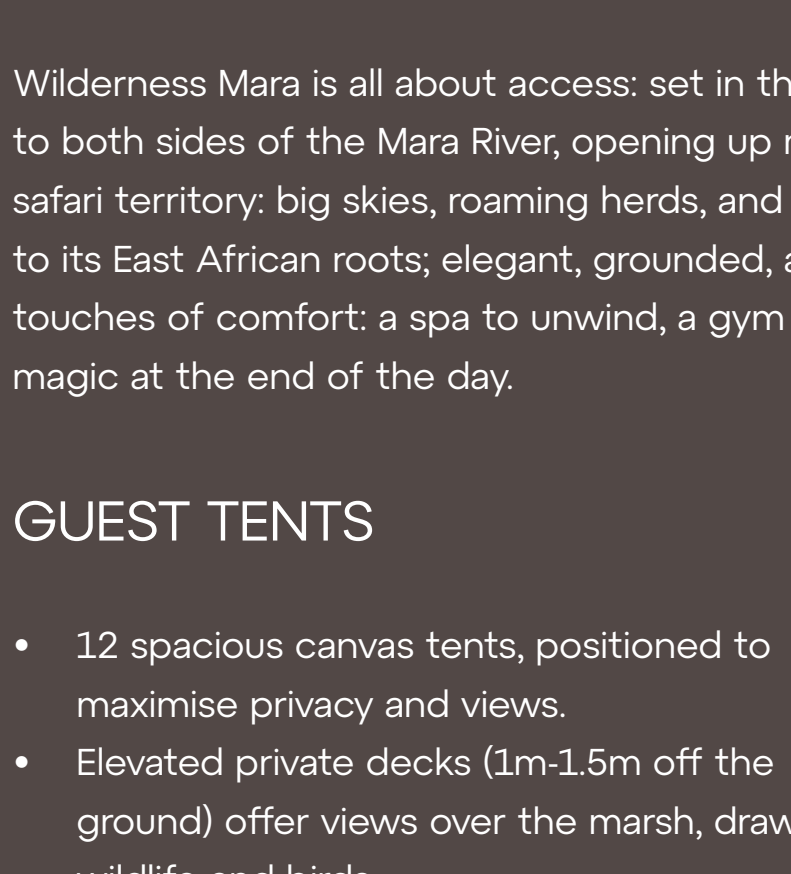 Wilderness Mara is all about access: set in
to both sides of the Mara River, opening up
safari territory: big skies, roaming herds, and
to its East African roots; elegant, grounded,
touches of comfort: a spa to unwind, a gym
magic at the end of the day.
GUEST TENTS
• 12 spacious canvas tents, positioned to
maximise privacy and views.
• Elevated private decks (1m-1.5m off the
ground) offer views over the marsh,
wildlife and birds